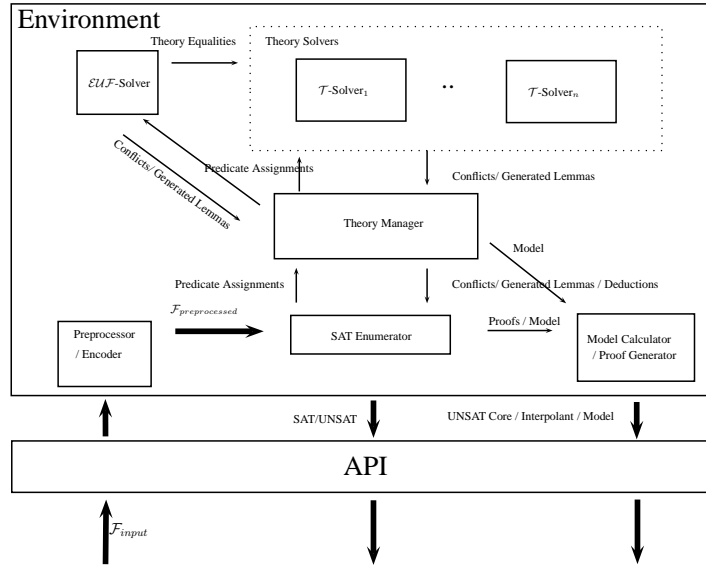 Environment
Theory Equalities
Theory Solvers
𝓔𝓤𝓕-Solver
𝒯-Solver₁
..
𝒯-Solverₙ
Conflicts/ Generated Lemmas
Predicate Assignments
Conflicts/ Generated Lemmas
Theory Manager
Model
Predicate Assignments
Conflicts/ Generated Lemmas / Deductions
𝓕preprocessed
Preprocessor
/ Encoder
SAT Enumerator
Proofs / Model
Model Calculator
/ Proof Generator
SAT/UNSAT
UNSAT Core / Interpolant / Model
API
𝓕input